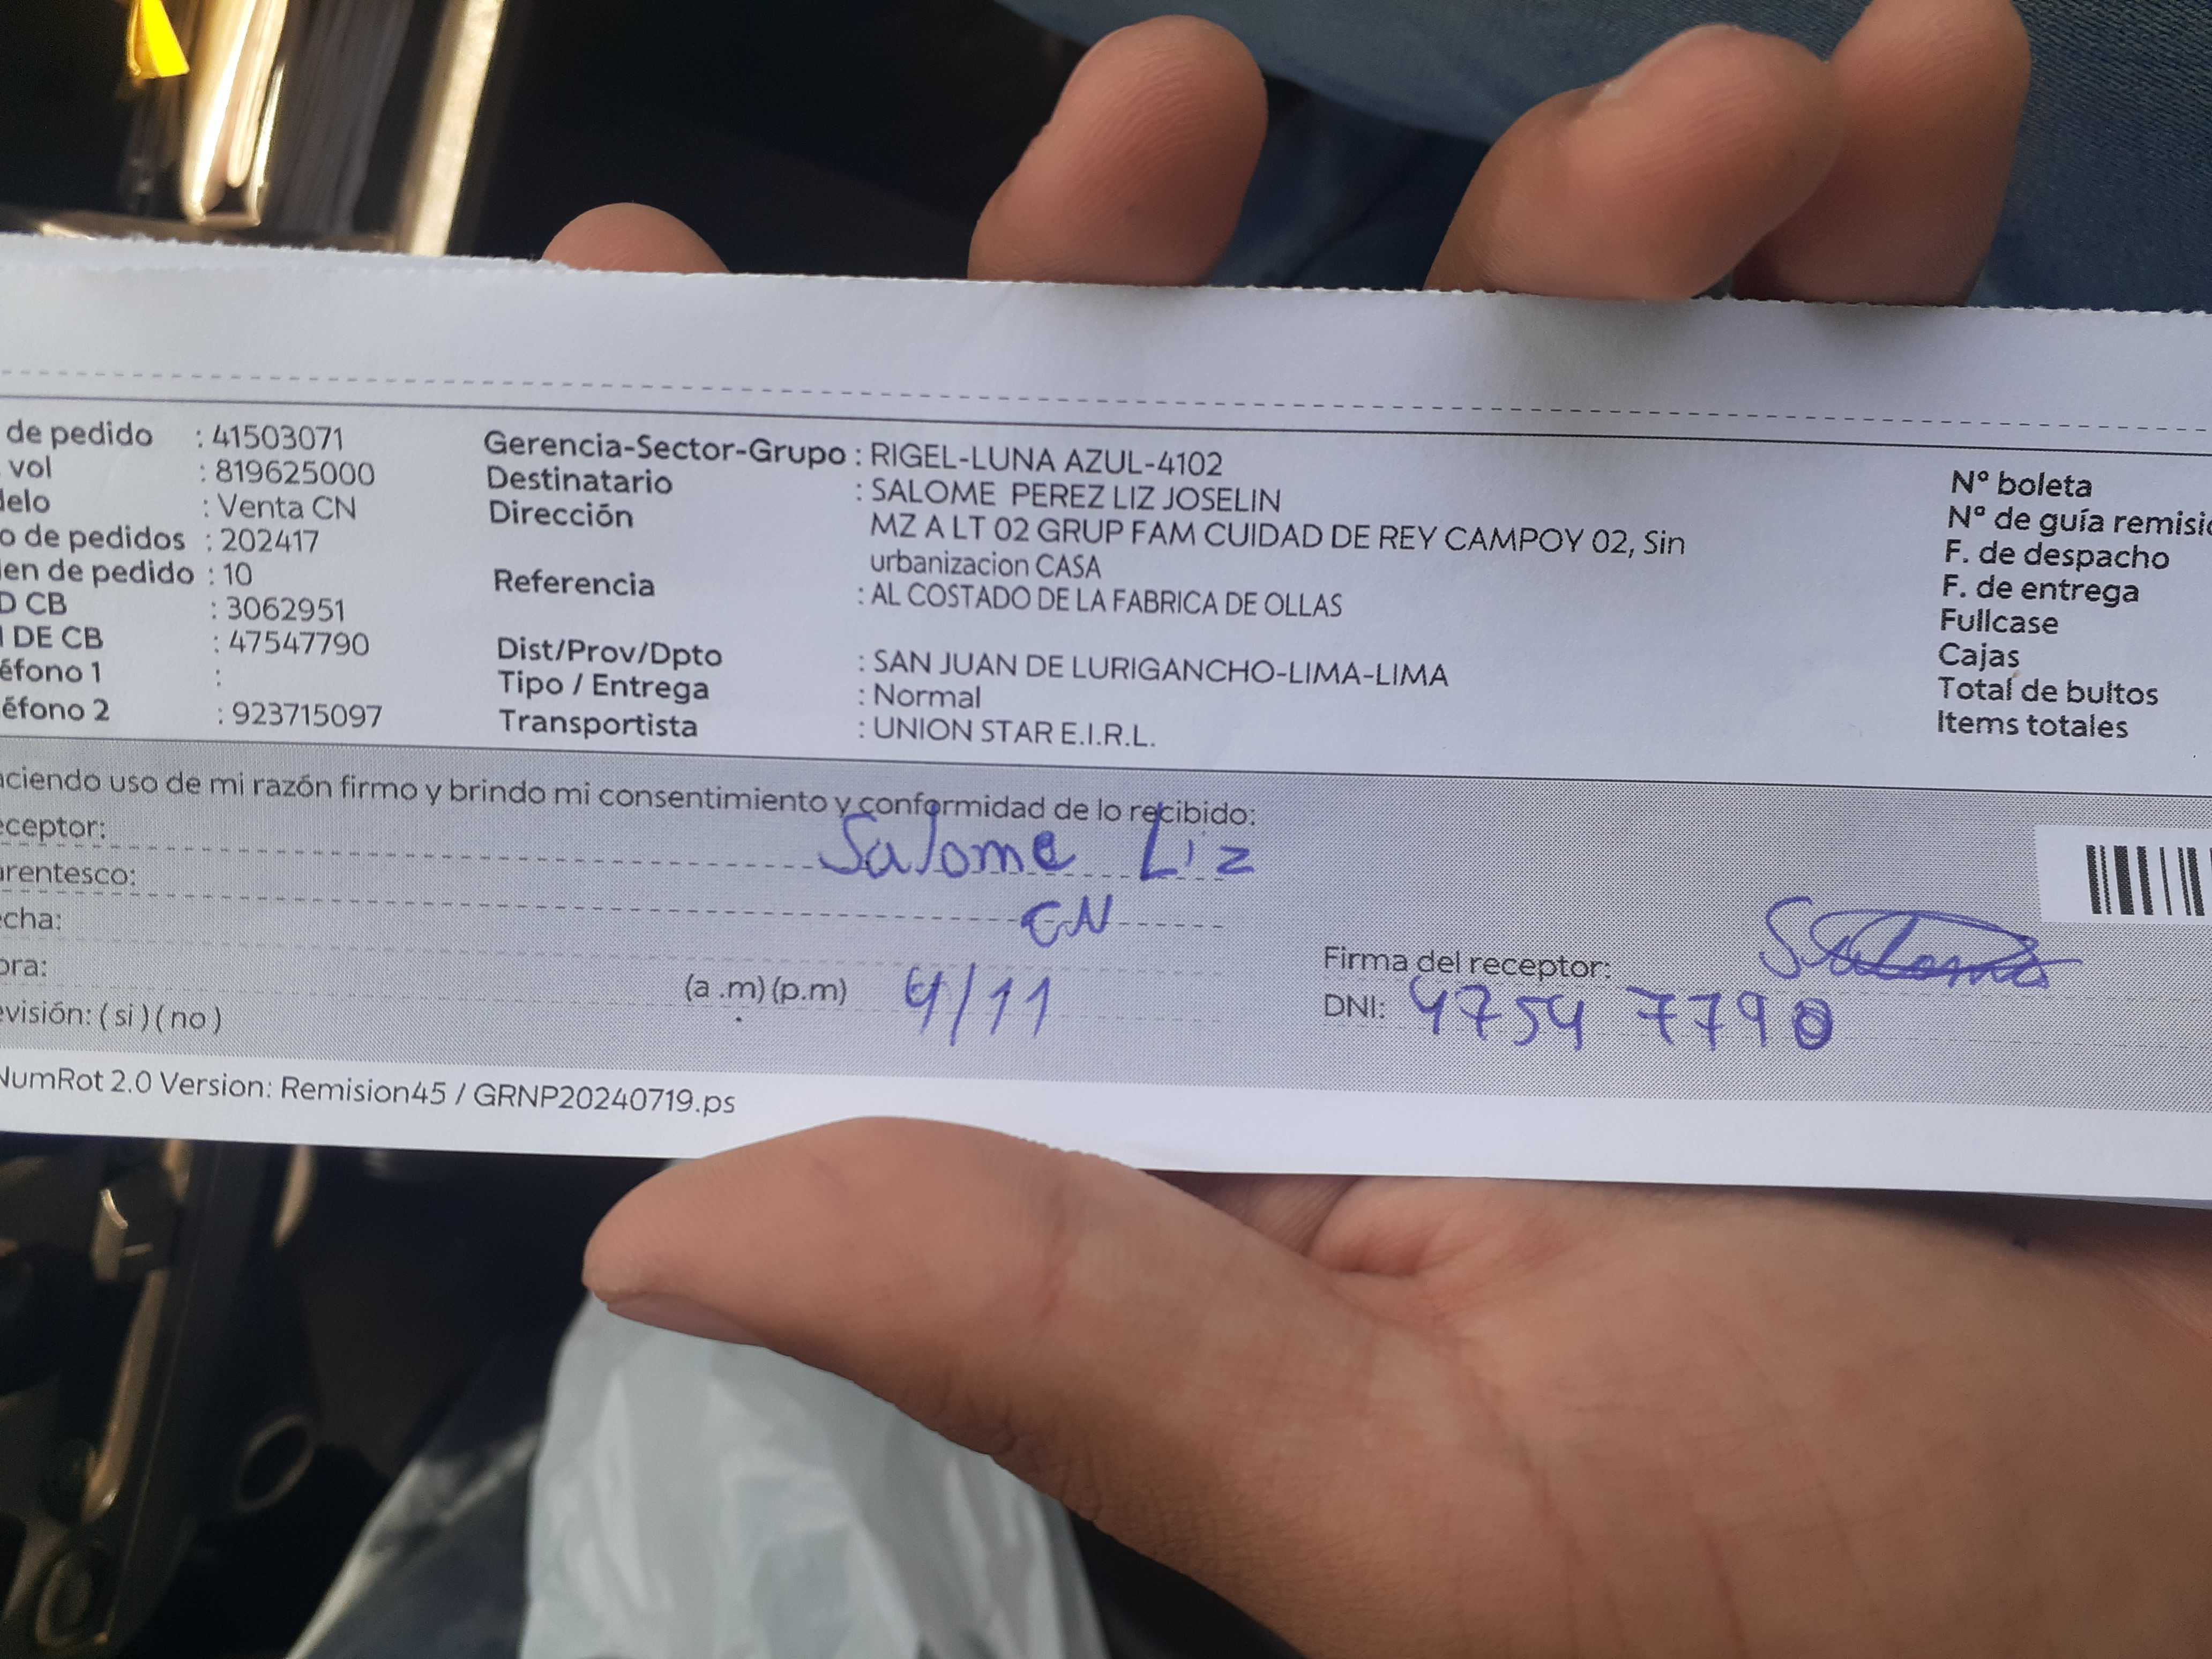 de pedido : 41503071
vol : 819625000
delo : Venta CN
o de pedidos : 202417
en de pedido : 10
D CB : 3062951
I DE CB : 47547790
éfono 1 :
éfono 2 : 923715097
Gerencia-Sector-Grupo : RIGEL-LUNA AZUL-4102
Destinatario : SALOME PEREZ LIZ JOSELIN
Dirección MZ A LT 02 GRUP FAM CUIDAD DE REY CAMPOY 02, Sin
urbanizacion CASA
Referencia : AL COSTADO DE LA FABRICA DE OLLAS
Dist/Prov/Dpto : SAN JUAN DE LURIGANCHO-LIMA-LIMA
Tipo / Entrega : Normal
Transportista : UNION STAR E.I.R.L.
Nº boleta
Nº de guía remisió
F. de despacho
F. de entrega
Fullcase
Cajas
Total de bultos
Items totales
aciendo uso de mi razón firmo y brindo mi consentimiento y conformidad de lo recibido:
eceptor: Salome Liz
arentesco: CN
echa:
ora: (a .m) (p.m) 4/11
evisión: ( si ) ( no )
Firma del receptor: Salome
DNI: 4754 7790
NumRot 2.0 Version: Remision45 / GRNP20240719.ps